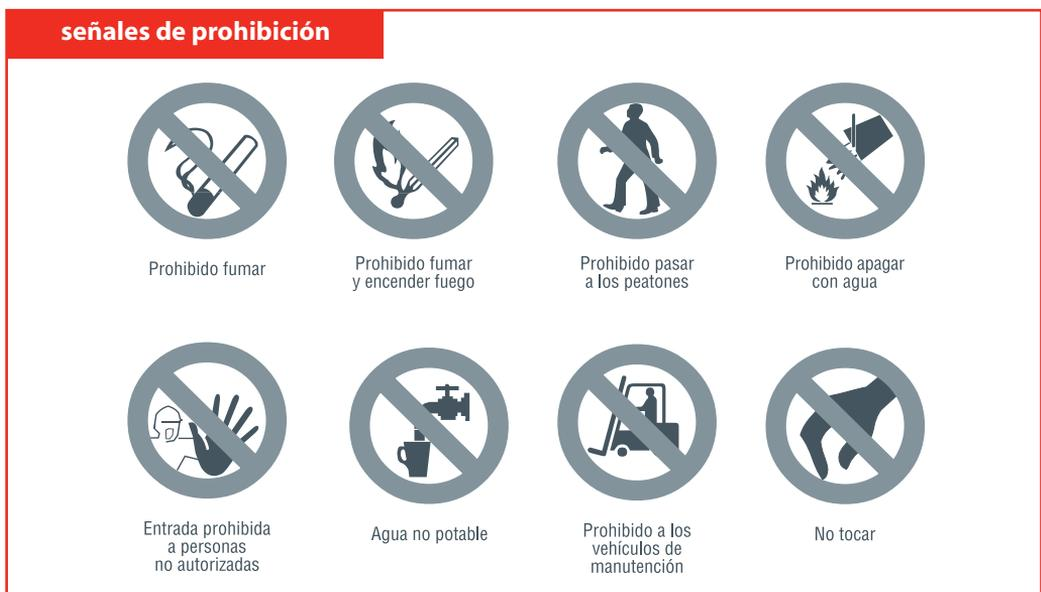 señales de prohibición
Prohibido fumar
Prohibido fumar
y encender fuego
Prohibido pasar
a los peatones
Prohibido apagar
con agua
Entrada prohibida
a personas
no autorizadas
Agua no potable
Prohibido a los
vehículos de
manutención
No tocar